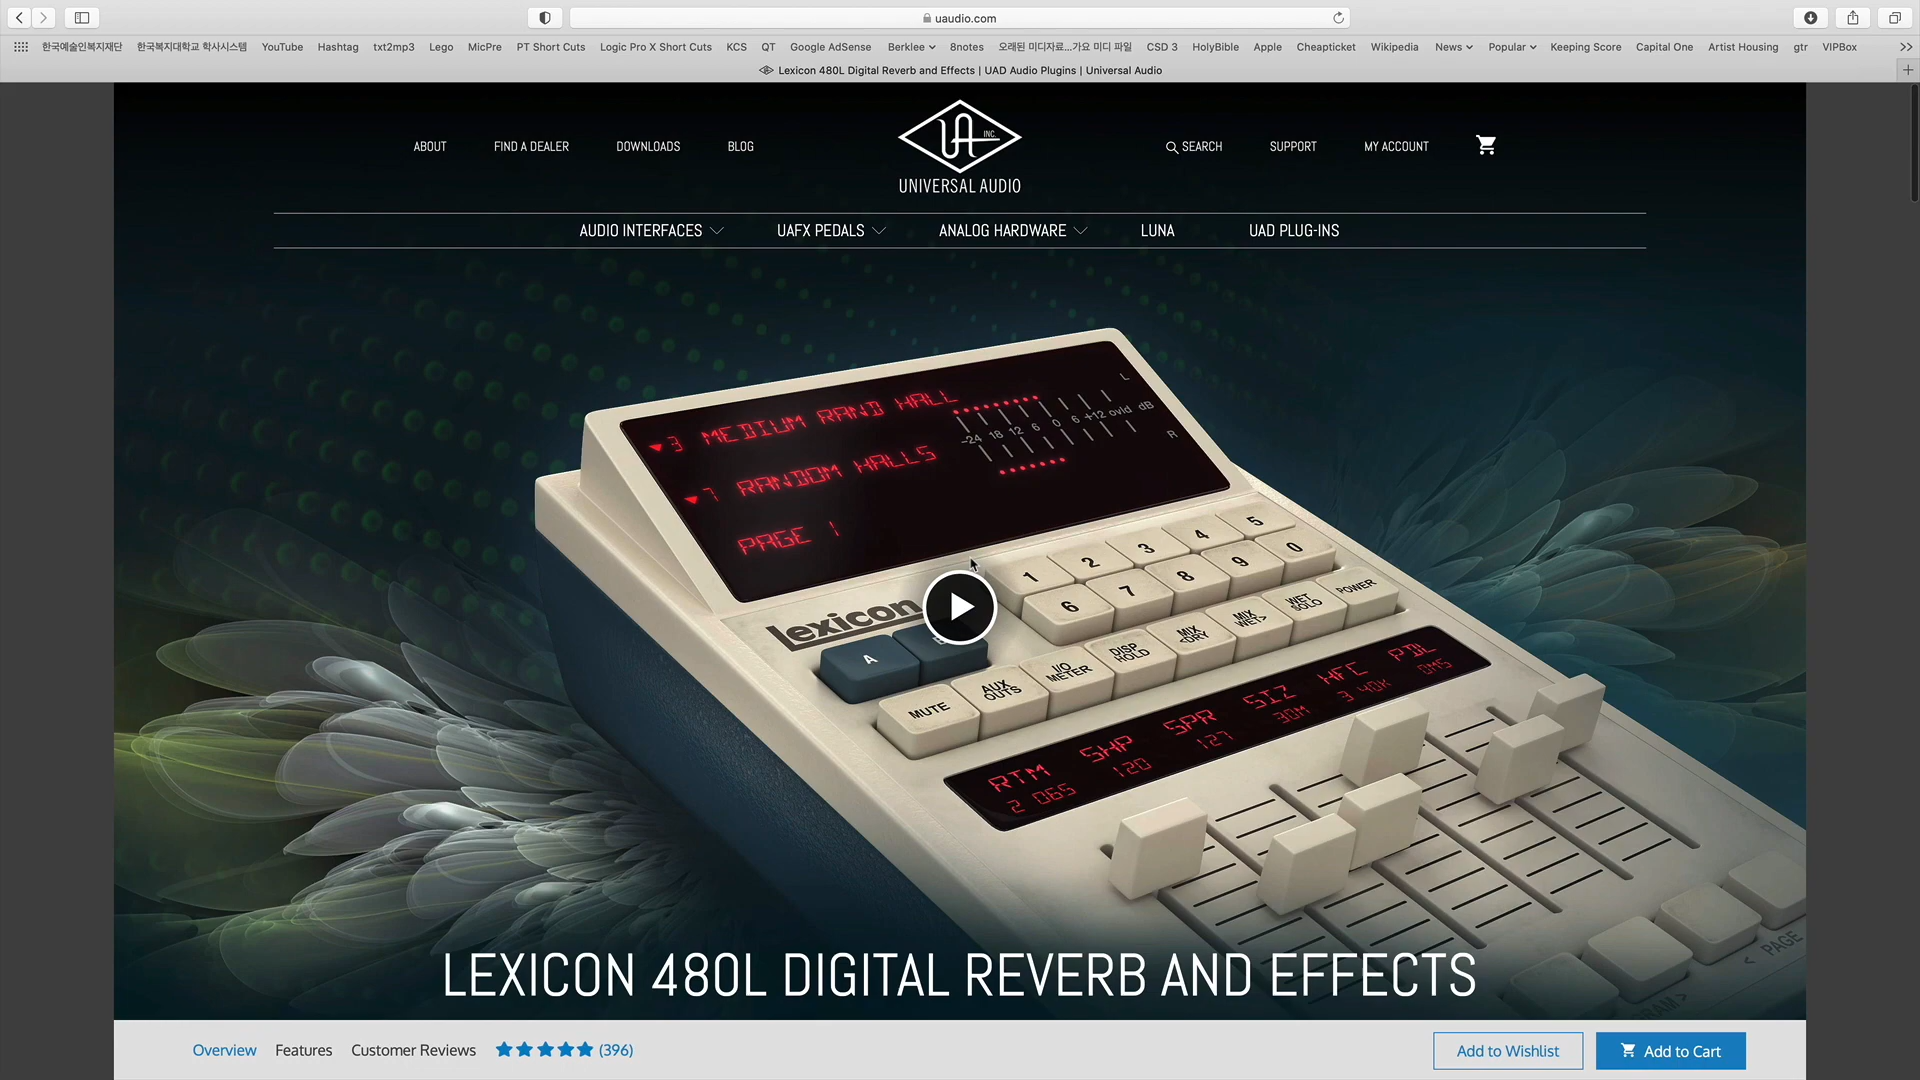 uaudio.com
한국예술인복지재단 한국복지대학교 학사시스템 YouTube Hashtag txt2mp3 Lego MicPre PT Short Cuts Logic Pro X Short Cuts KCS QT Google AdSense Berklee 8notes 오래된 미디자료...가요 미디 파일 CSD 3 HolyBible Apple Cheapticket Wikipedia News Popular Keeping Score Capital One Artist Housing gtr VIPBox
Lexicon 480L Digital Reverb and Effects | UAD Audio Plugins | Universal Audio
ABOUT FIND A DEALER DOWNLOADS BLOG UA INC. SEARCH SUPPORT MY ACCOUNT
UNIVERSAL AUDIO
AUDIO INTERFACES UAFX PEDALS ANALOG HARDWARE LUNA UAD PLUG-INS
3 MEDIUM RAND HALL
7 RANDOM HALLS
PAGE 1
L
-24 18 12 6 0 6 +12 ovld dB
R
1 2 3 4 5
6 7 8 9 0
lexicon
A
MUTE AUX OUTS I/O METER DISP HOLD MIX <DRY MIX WET> WET SOLO POWER
RTM SHP SPR SIZ HFC PDL
2 06S 120 127 30M 3 40K 0MS
< PAGE
LEXICON 480L DIGITAL REVERB AND EFFECTS
Overview Features Customer Reviews (396) Add to Wishlist Add to Cart